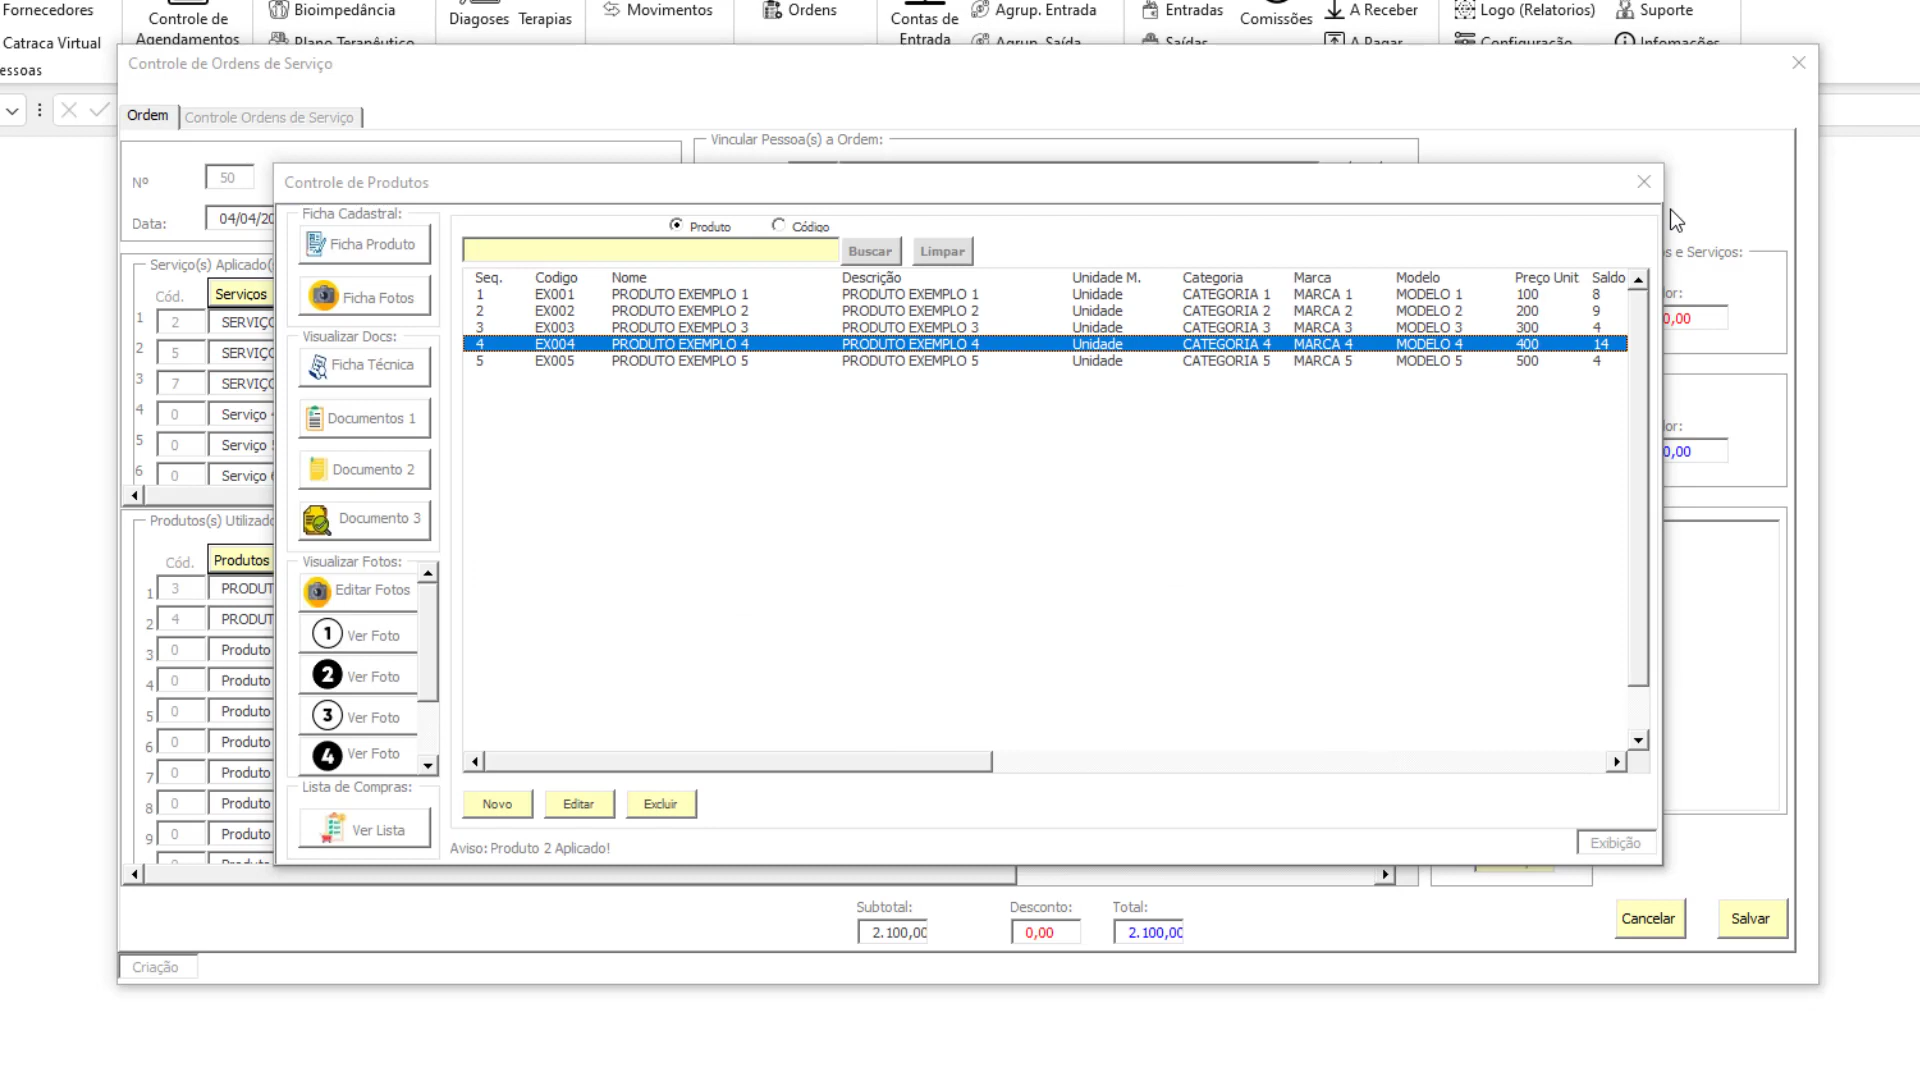 Fornecedores
Catraca Virtual
essoas
Controle de
Agendamentos
Bioimpedância
Plano Terapêutico
Diagoses
Terapias
Movimentos
Ordens
Contas de
Entrada
Agrup. Entrada
Agrup. Saída
Entradas
Saídas
Comissões
A Receber
A Pagar
Logo (Relatorios)
Configuração
Suporte
Infomações
Controle de Ordens de Serviço
Ordem
Controle Ordens de Serviço
Vincular Pessoa(s) a Ordem:
Nº
50
Data:
04/04/20
Serviço(s) Aplicado(
Cód.
Serviços
1 2 SERVIÇO
2 5 SERVIÇO
3 7 SERVIÇO
4 0 Serviço 4
5 0 Serviço
6 0 Serviço 6
Produtos(s) Utilizado
Cód.
Produtos
1 3 PRODUT
2 4 PRODUT
3 0 Produto
4 0 Produto
5 0 Produto
6 0 Produto
7 0 Produto
8 0 Produto
9 0 Produto
0 Produto
Controle de Produtos
Ficha Cadastral:
Ficha Produto
Ficha Fotos
Visualizar Docs:
Ficha Técnica
Documentos 1
Documento 2
Documento 3
Visualizar Fotos:
Editar Fotos
1 Ver Foto
2 Ver Foto
3 Ver Foto
4 Ver Foto
Lista de Compras:
Ver Lista
Produto
Código
Buscar
Limpar
Seq. Codigo Nome Descrição Unidade M. Categoria Marca Modelo Preço Unit Saldo
1 EX001 PRODUTO EXEMPLO 1 PRODUTO EXEMPLO 1 Unidade CATEGORIA 1 MARCA 1 MODELO 1 100 8
2 EX002 PRODUTO EXEMPLO 2 PRODUTO EXEMPLO 2 Unidade CATEGORIA 2 MARCA 2 MODELO 2 200 9
3 EX003 PRODUTO EXEMPLO 3 PRODUTO EXEMPLO 3 Unidade CATEGORIA 3 MARCA 3 MODELO 3 300 4
4 EX004 PRODUTO EXEMPLO 4 PRODUTO EXEMPLO 4 Unidade CATEGORIA 4 MARCA 4 MODELO 4 400 14
5 EX005 PRODUTO EXEMPLO 5 PRODUTO EXEMPLO 5 Unidade CATEGORIA 5 MARCA 5 MODELO 5 500 4
Novo
Editar
Excluir
Aviso: Produto 2 Aplicado!
Exibição
s e Serviços:
or:
0,00
or:
0,00
Subtotal:
2.100,00
Desconto:
0,00
Total:
2.100,00
Cancelar
Salvar
Criação